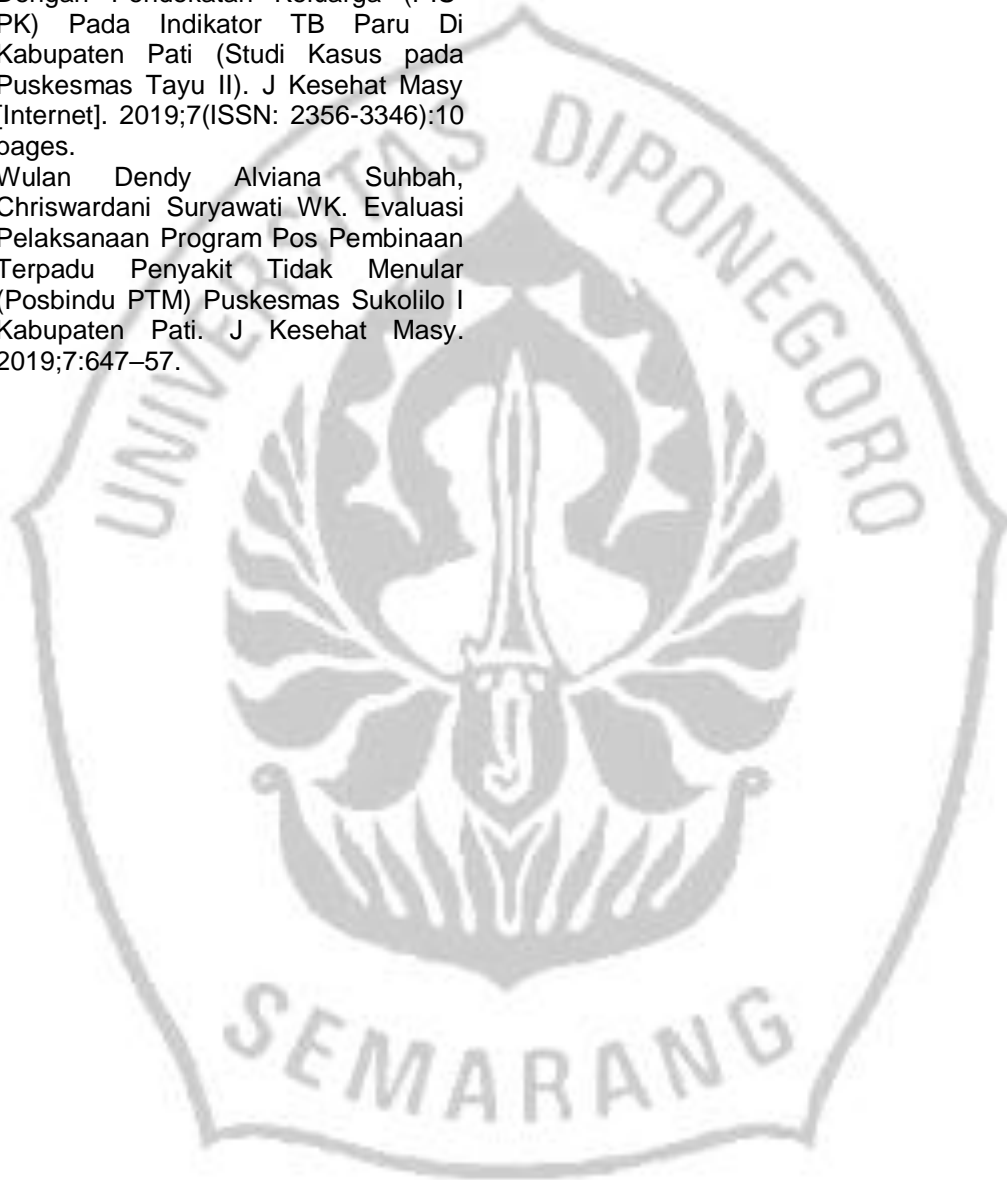 Dengan Pendekatan Keluarga (PIS-
PK) Pada Indikator TB Paru Di
Kabupaten Pati (Studi Kasus pada
Puskesmas Tayu II). J Kesehat Masy
[Internet]. 2019;7(ISSN: 2356-3346):10
pages.
Wulan Dendy Alviana Suhbah,
Chriswardani Suryawati WK. Evaluasi
Pelaksanaan Program Pos Pembinaan
Terpadu Penyakit Tidak Menular
(Posbindu PTM) Puskesmas Sukolilo I
Kabupaten Pati. J Kesehat Masy.
2019;7:647–57.
UNIVERSITAS DIPONEGORO
SEMARANG